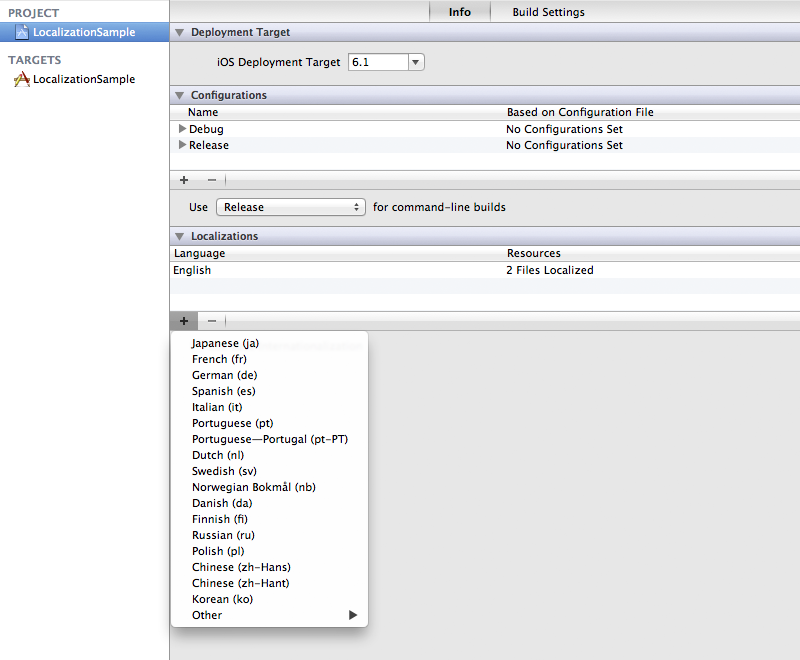 PROJECT
LocalizationSample
TARGETS
LocalizationSample
Info Build Settings
Deployment Target
iOS Deployment Target 6.1
Configurations
Name Based on Configuration File
Debug No Configurations Set
Release No Configurations Set
+ −
Use Release for command-line builds
Localizations
Language Resources
English 2 Files Localized
+ −
Japanese (ja)
French (fr)
German (de)
Spanish (es)
Italian (it)
Portuguese (pt)
Portuguese—Portugal (pt-PT)
Dutch (nl)
Swedish (sv)
Norwegian Bokmål (nb)
Danish (da)
Finnish (fi)
Russian (ru)
Polish (pl)
Chinese (zh-Hans)
Chinese (zh-Hant)
Korean (ko)
Other